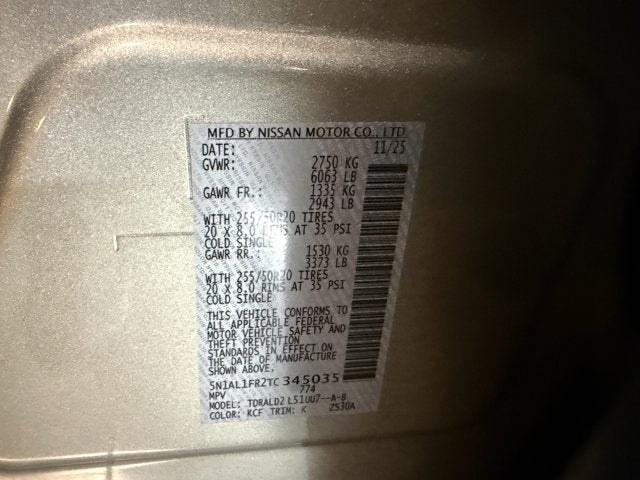 MFD BY NISSAN MOTOR CO., LTD
DATE: 11/25
GVWR: 2750 KG
6063 LB
GAWR FR.: 1335 KG
2943 LB
WITH 255/50R20 TIRES
20 X 8.0 RIMS AT 35 PSI
COLD SINGLE
GAWR RR.: 1530 KG
3373 LB
WITH 255/50R20 TIRES
20 X 8.0 RIMS AT 35 PSI
COLD SINGLE
THIS VEHICLE CONFORMS TO
ALL APPLICABLE FEDERAL
MOTOR VEHICLE SAFETY AND
THEFT PREVENTION
STANDARDS IN EFFECT ON
THE DATE OF MANUFACTURE
SHOWN ABOVE.
5N1AL1FR2TC345035
MPV 774
MODEL: TDRALD2 L51UU7--A-8
COLOR: KCF TRIM: K 2530A